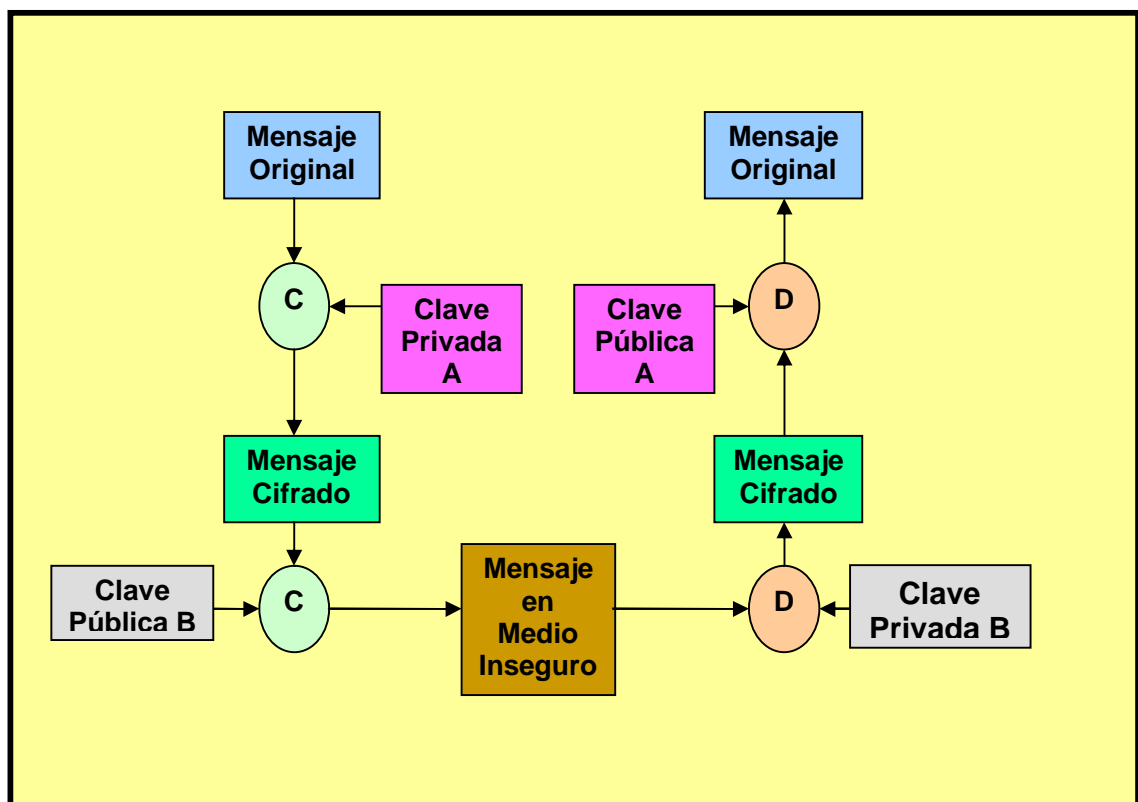 Mensaje
Original
Mensaje
Original
C
D
Clave
Privada
A
Clave
Pública
A
Mensaje
Cifrado
Mensaje
Cifrado
Clave
Pública B
C
Mensaje
en
Medio
Inseguro
D
Clave
Privada B